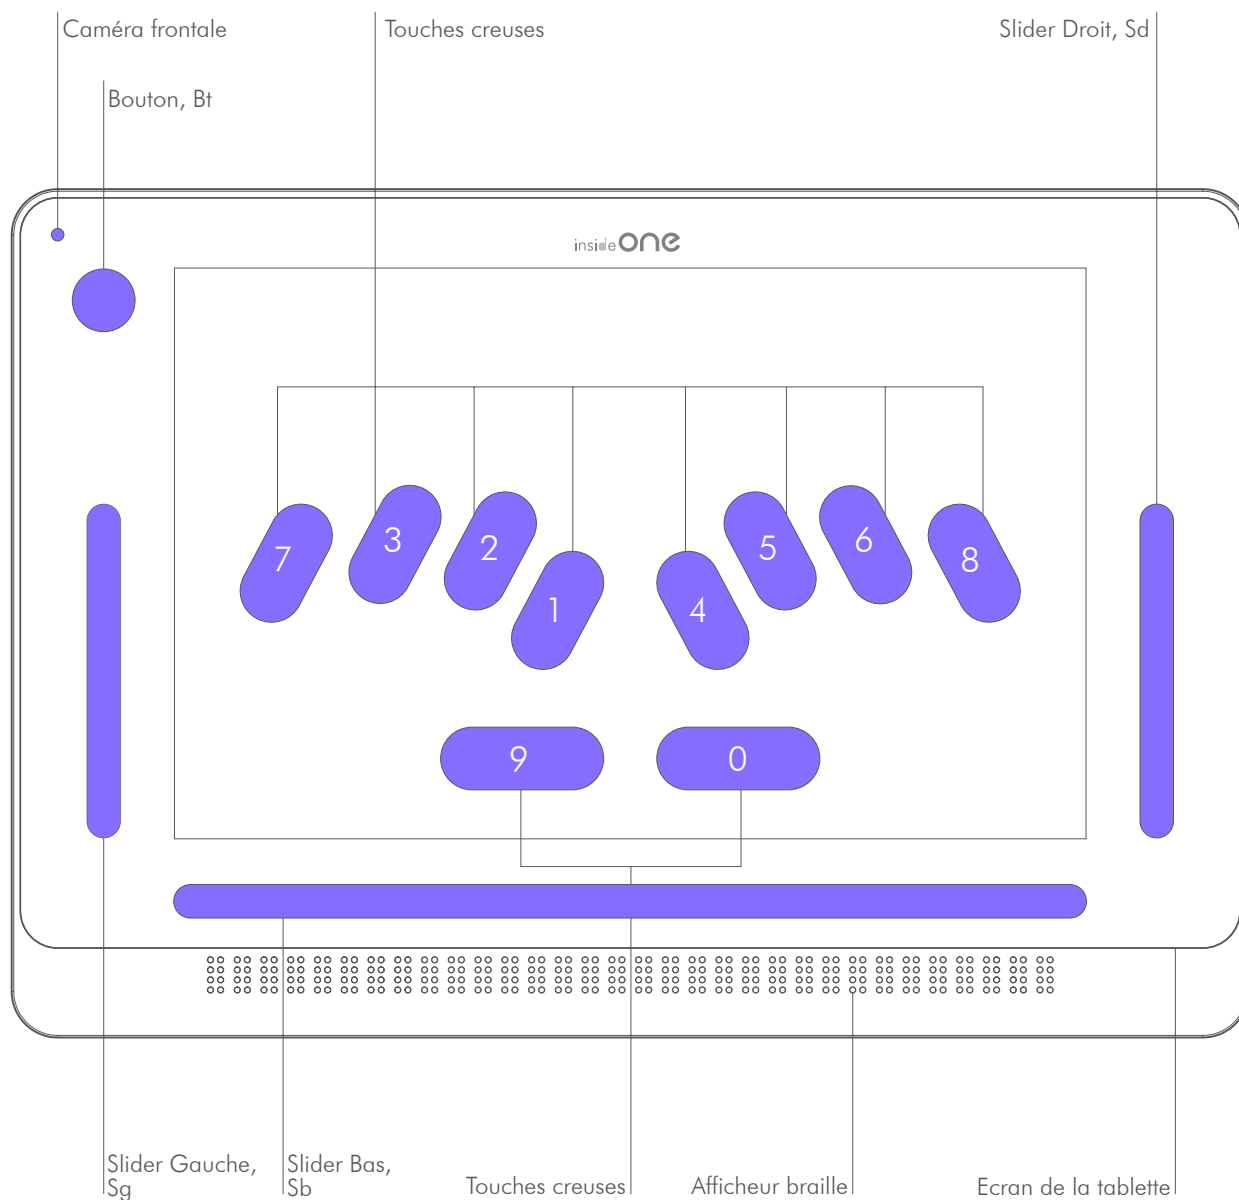 Caméra frontale
Touches creuses
Slider Droit, Sd
Bouton, Bt
insideONE
7
3
2
1
4
5
6
8
9
0
Slider Gauche,
Sg
Slider Bas,
Sb
Touches creuses
Afficheur braille
Ecran de la tablette